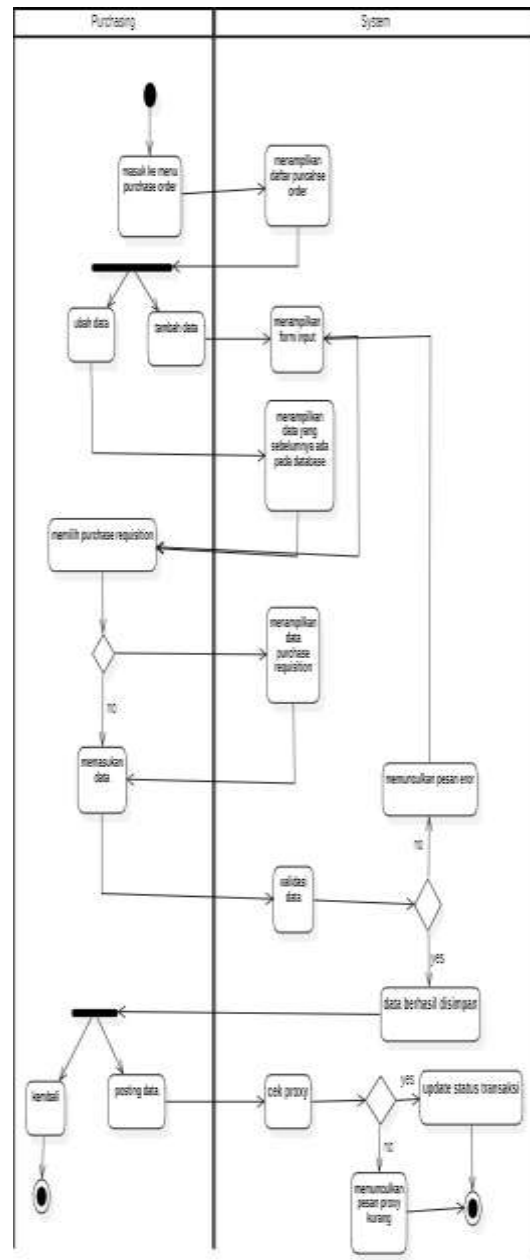 Purchasing
System
masuk ke menu
purchase order
menampilkan
daftar purcahse
order
ubah data
tambah data
menampilkan
form input
menampilkan
data yang
sebelumnya ada
pada database
memilih purchase requisition
menampilkan
data
purchase
requisition
no
memasukan
data
memunculkan pesan eror
no
validasi
data
yes
data berhasil disimpan
kembali
posting data
cek proxy
yes
update status transaksi
no
memunculkan
pesan proxy
kurang